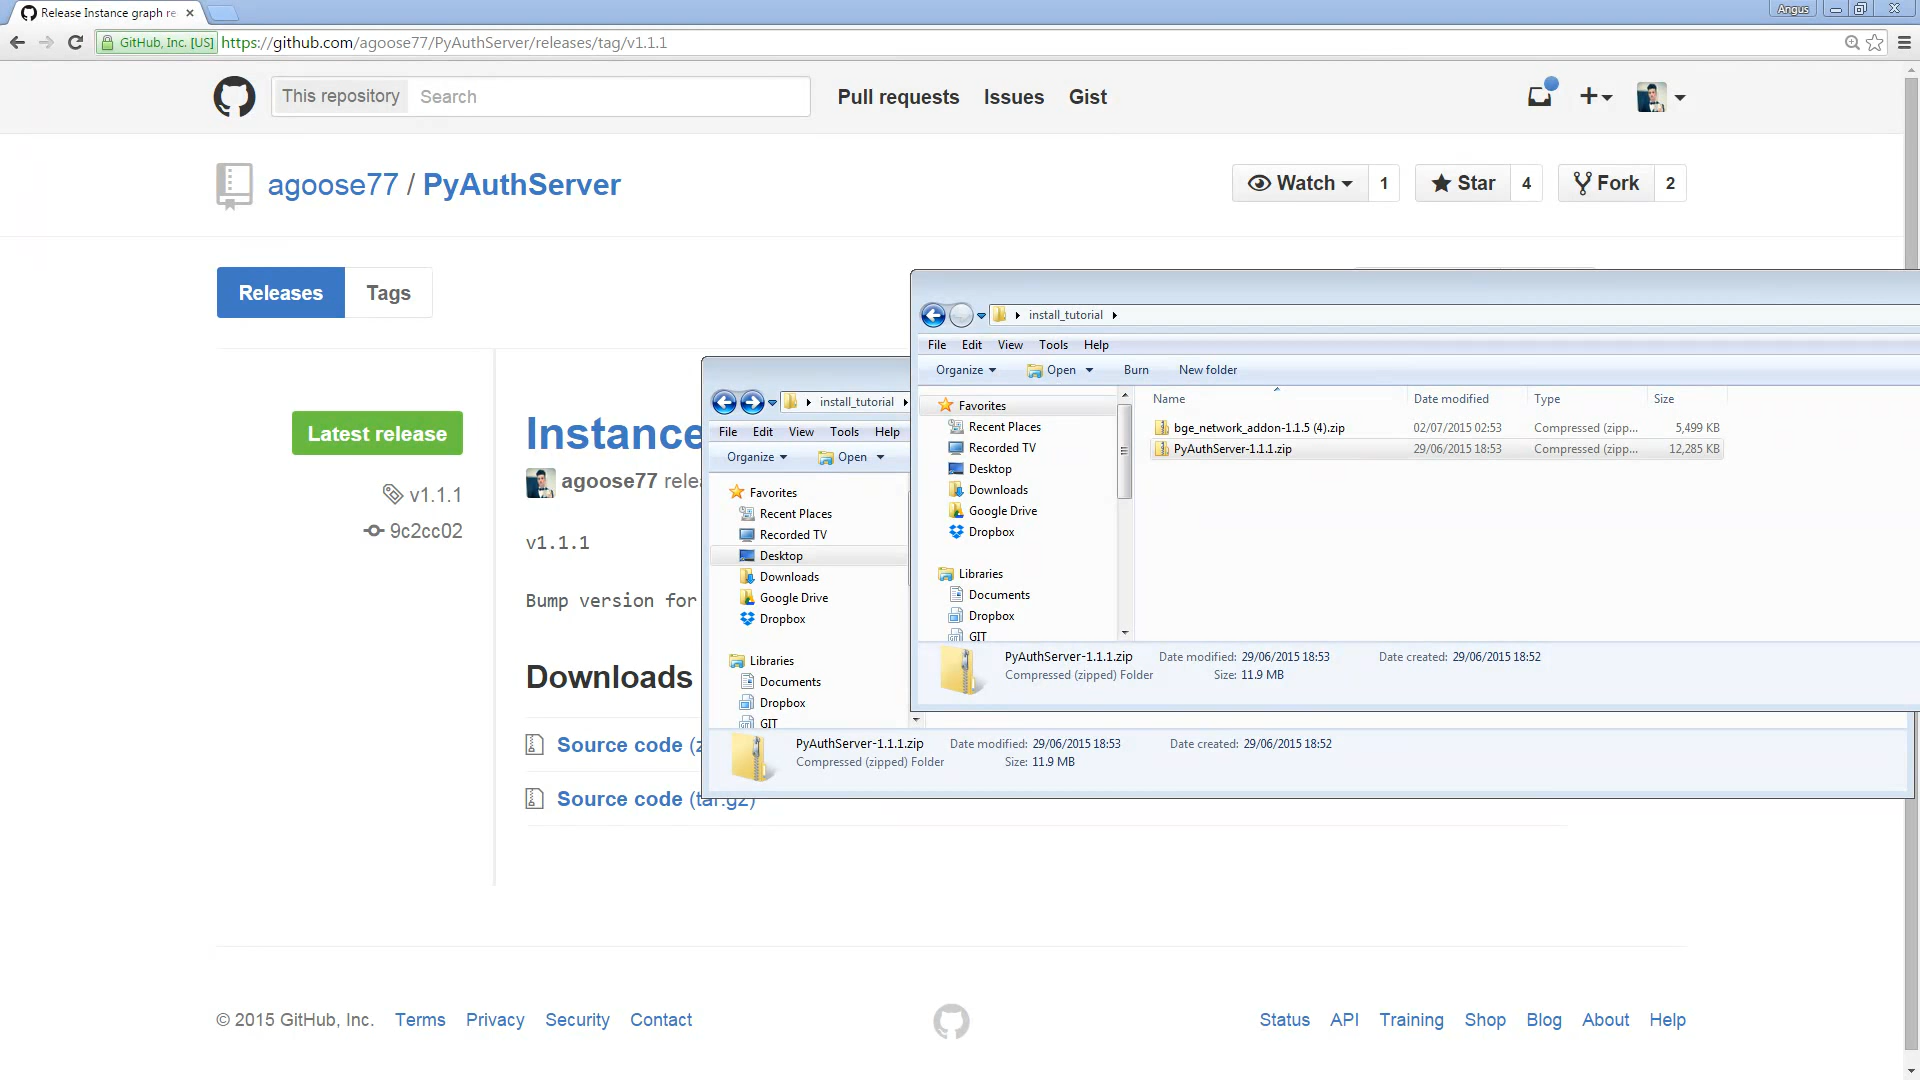 Release Instance graph re
Angus
GitHub, Inc. [US]
https://github.com/agoose77/PyAuthServer/releases/tag/v1.1.1
This repository
Search
Pull requests
Issues
Gist
agoose77 / PyAuthServer
Watch
1
Star
4
Fork
2
Releases
Tags
Latest release
v1.1.1
9c2cc02
Instance
agoose77
v1.1.1
Bump version for
Downloads
Source code
Source code (tar.gz)
install_tutorial
File
Edit
View
Tools
Help
Organize
Open
Favorites
Recent Places
Recorded TV
Desktop
Downloads
Google Drive
Dropbox
Libraries
Documents
Dropbox
GIT
PyAuthServer-1.1.1.zip
Date modified: 29/06/2015 18:53
Date created: 29/06/2015 18:52
Compressed (zipped) Folder
Size: 11.9 MB
install_tutorial
File
Edit
View
Tools
Help
Organize
Open
Burn
New folder
Favorites
Recent Places
Recorded TV
Desktop
Downloads
Google Drive
Dropbox
Libraries
Documents
Dropbox
GIT
Name
Date modified
Type
Size
bge_network_addon-1.1.5 (4).zip
02/07/2015 02:53
Compressed (zipp...
5,499 KB
PyAuthServer-1.1.1.zip
29/06/2015 18:53
Compressed (zipp...
12,285 KB
PyAuthServer-1.1.1.zip
Date modified: 29/06/2015 18:53
Date created: 29/06/2015 18:52
Compressed (zipped) Folder
Size: 11.9 MB
© 2015 GitHub, Inc.
Terms
Privacy
Security
Contact
Status
API
Training
Shop
Blog
About
Help